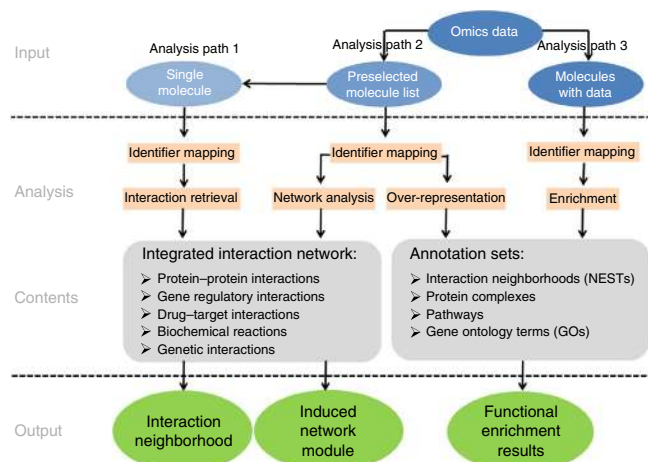 Input
Analysis path 1
Analysis path 2
Omics data
Analysis path 3
Single
molecule
Preselected
molecule list
Molecules
with data
Analysis
Identifier mapping
Identifier mapping
Identifier mapping
Interaction retrieval
Network analysis
Over-representation
Enrichment
Contents
Integrated interaction network:
➢ Protein–protein interactions
➢ Gene regulatory interactions
➢ Drug–target interactions
➢ Biochemical reactions
➢ Genetic interactions
Annotation sets:
➢ Interaction neighborhoods (NESTs)
➢ Protein complexes
➢ Pathways
➢ Gene ontology terms (GOs)
Output
Interaction
neighborhood
Induced
network
module
Functional
enrichment
results